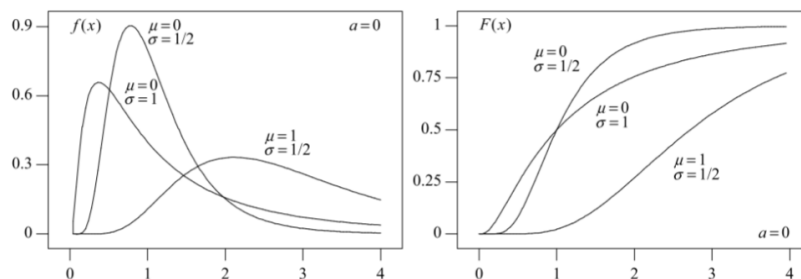 0.9
f(x)
μ=0
σ=1/2
a=0
0.6
μ=0
σ=1
0.3
μ=1
σ=1/2
0
0 1 2 3 4
1
F(x)
μ=0
σ=1/2
0.75
μ=0
σ=1
0.5
μ=1
σ=1/2
0.25
0
a=0
0 1 2 3 4